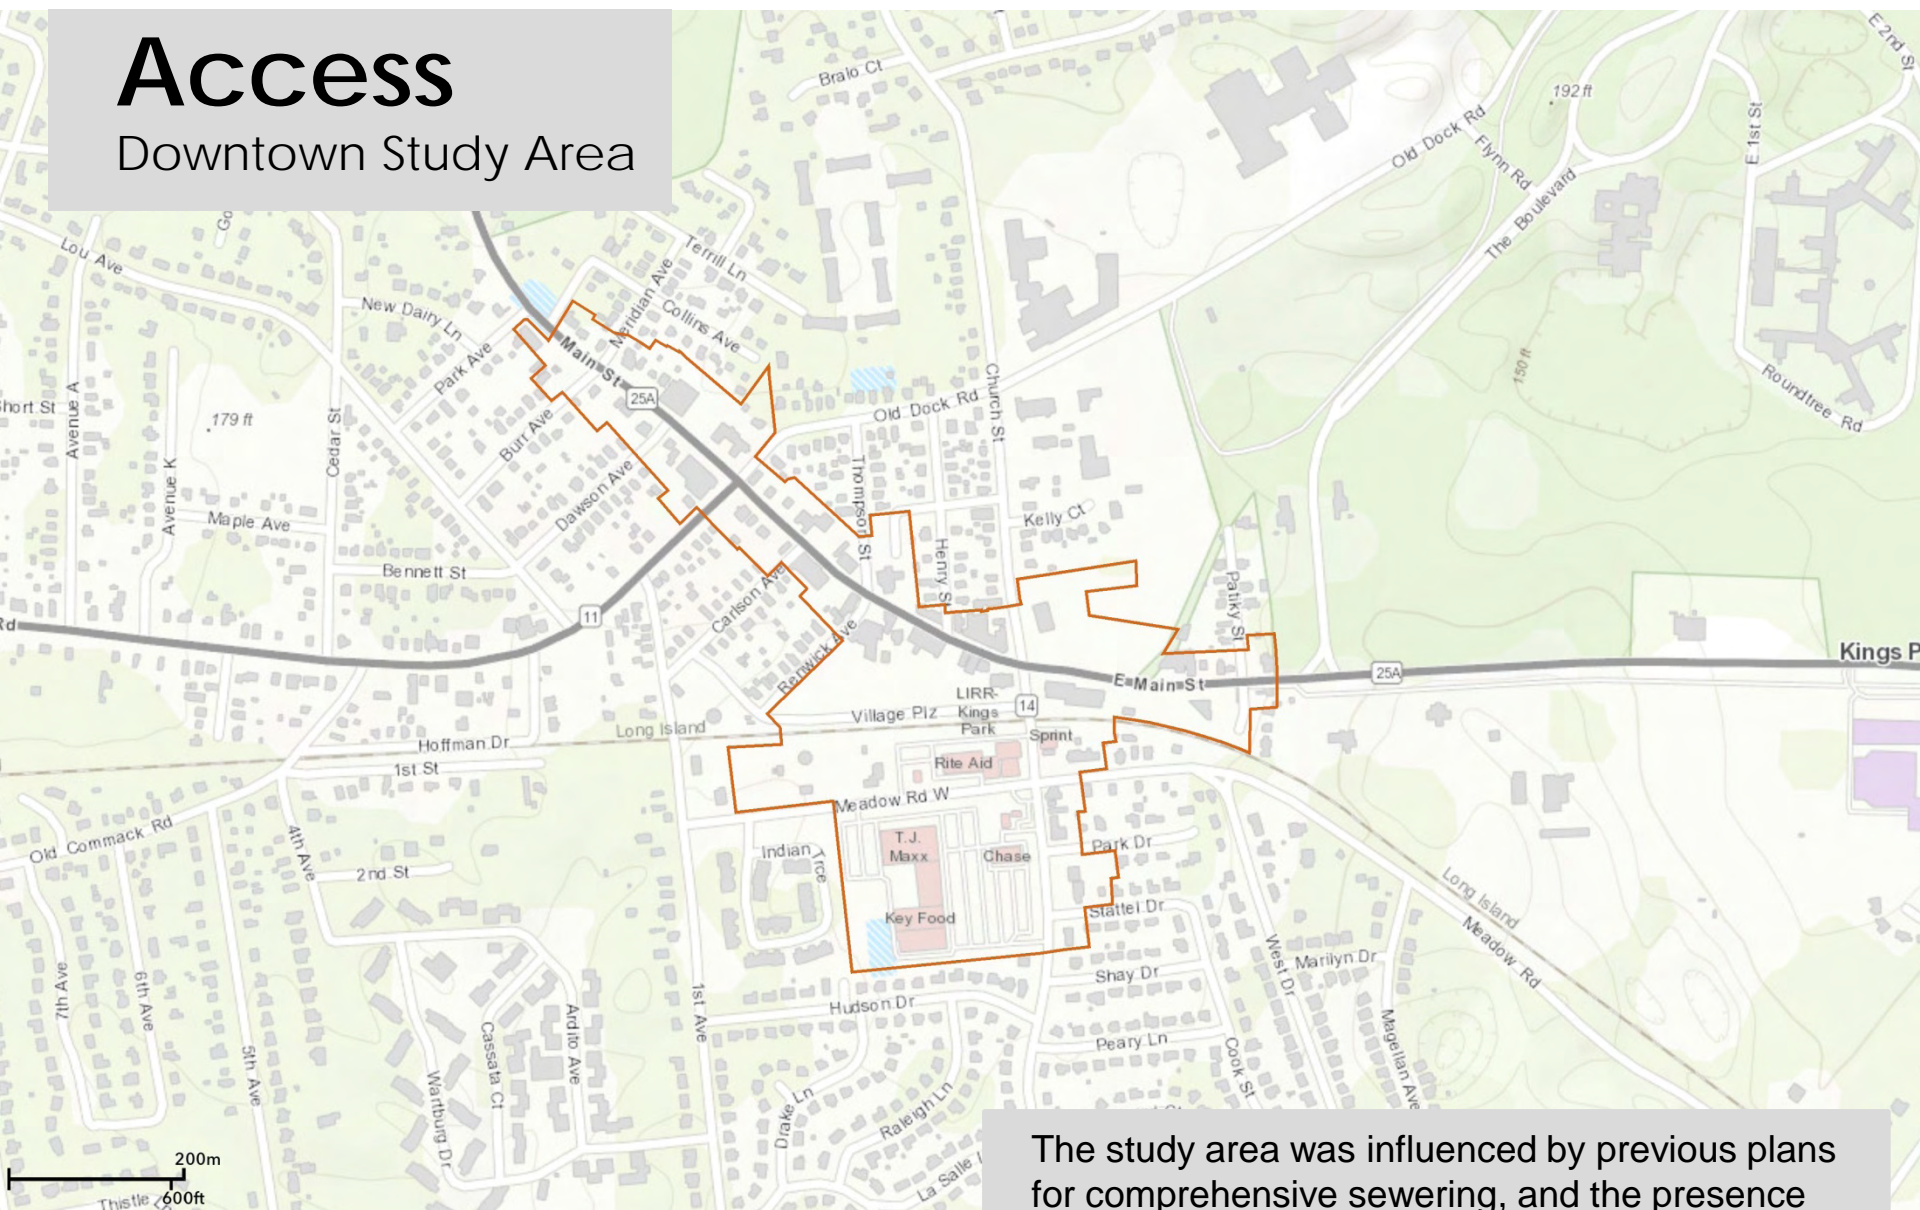 Access
Downtown Study Area
Braio Ct
192 ft
E 2nd St
E 1st St
Old Dock Rd
Flynn Rd
The Boulevard
Lou Ave
Terrill Ln
Meridian Ave
Collins Ave
New Dairy Ln
Park Ave
Main St
25A
Church St
150 ft
Roundtree Rd
Short St
Avenue A
179 ft
Cedar St
Burr Ave
Old Dock Rd
Avenue K
Dawson Ave
Thompson St
Maple Ave
Kelly Ct
Henry S
Bennett St
Carlson Ave
Patiky St
11
Rd
Renwick Ave
Kings P
25A
E Main St
LIRR-
Kings
Park
14
Village Plz
Long Island
Sprint
Hoffman Dr
1st St
Rite Aid
Meadow Rd W
Old Commack Rd
4th Ave
Indian Trce
T.J.
Maxx
Chase
Park Dr
2nd St
Long Island
Key Food
Stattel Dr
Meadow Rd
West Dr
Marilyn Dr
Shay Dr
7th Ave
6th Ave
1st Ave
Hudson Dr
Ardito Ave
Cassata Ct
Peary Ln
Magellan Ave
5th Ave
Cook St
Wartburg Dr
Drake Ln
Raleigh Ln
La Salle
200m
600ft
Thistle
The study area was influenced by previous plans
for comprehensive sewering, and the presence